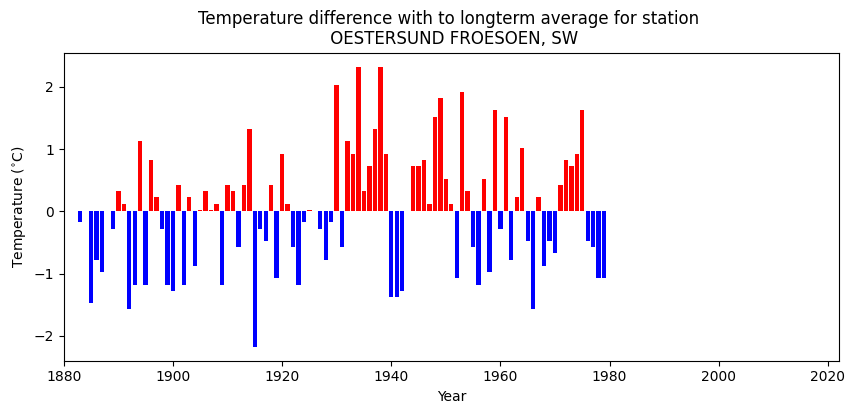 Temperature difference with to longterm average for station
OESTERSUND FROESOEN, SW
Temperature (°C)
2
1
0
−1
−2
1880 1900 1920 1940 1960 1980 2000 2020
Year